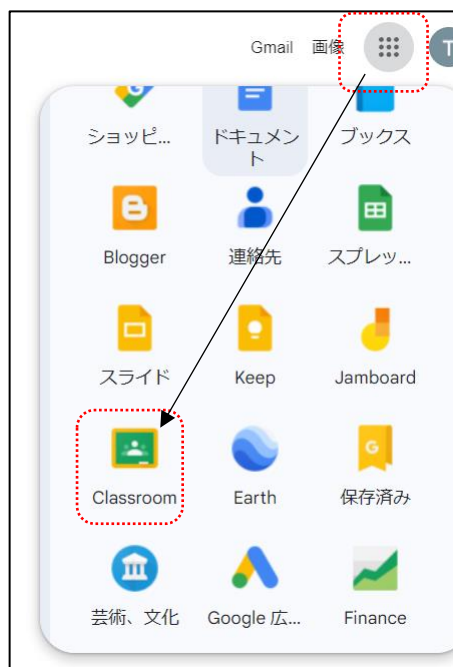 Gmail 画像 T
ショッピ... ドキュメン ブックス
ト
Blogger 連絡先 スプレッ...
スライド Keep Jamboard
Classroom Earth 保存済み
芸術、文化 Google 広... Finance